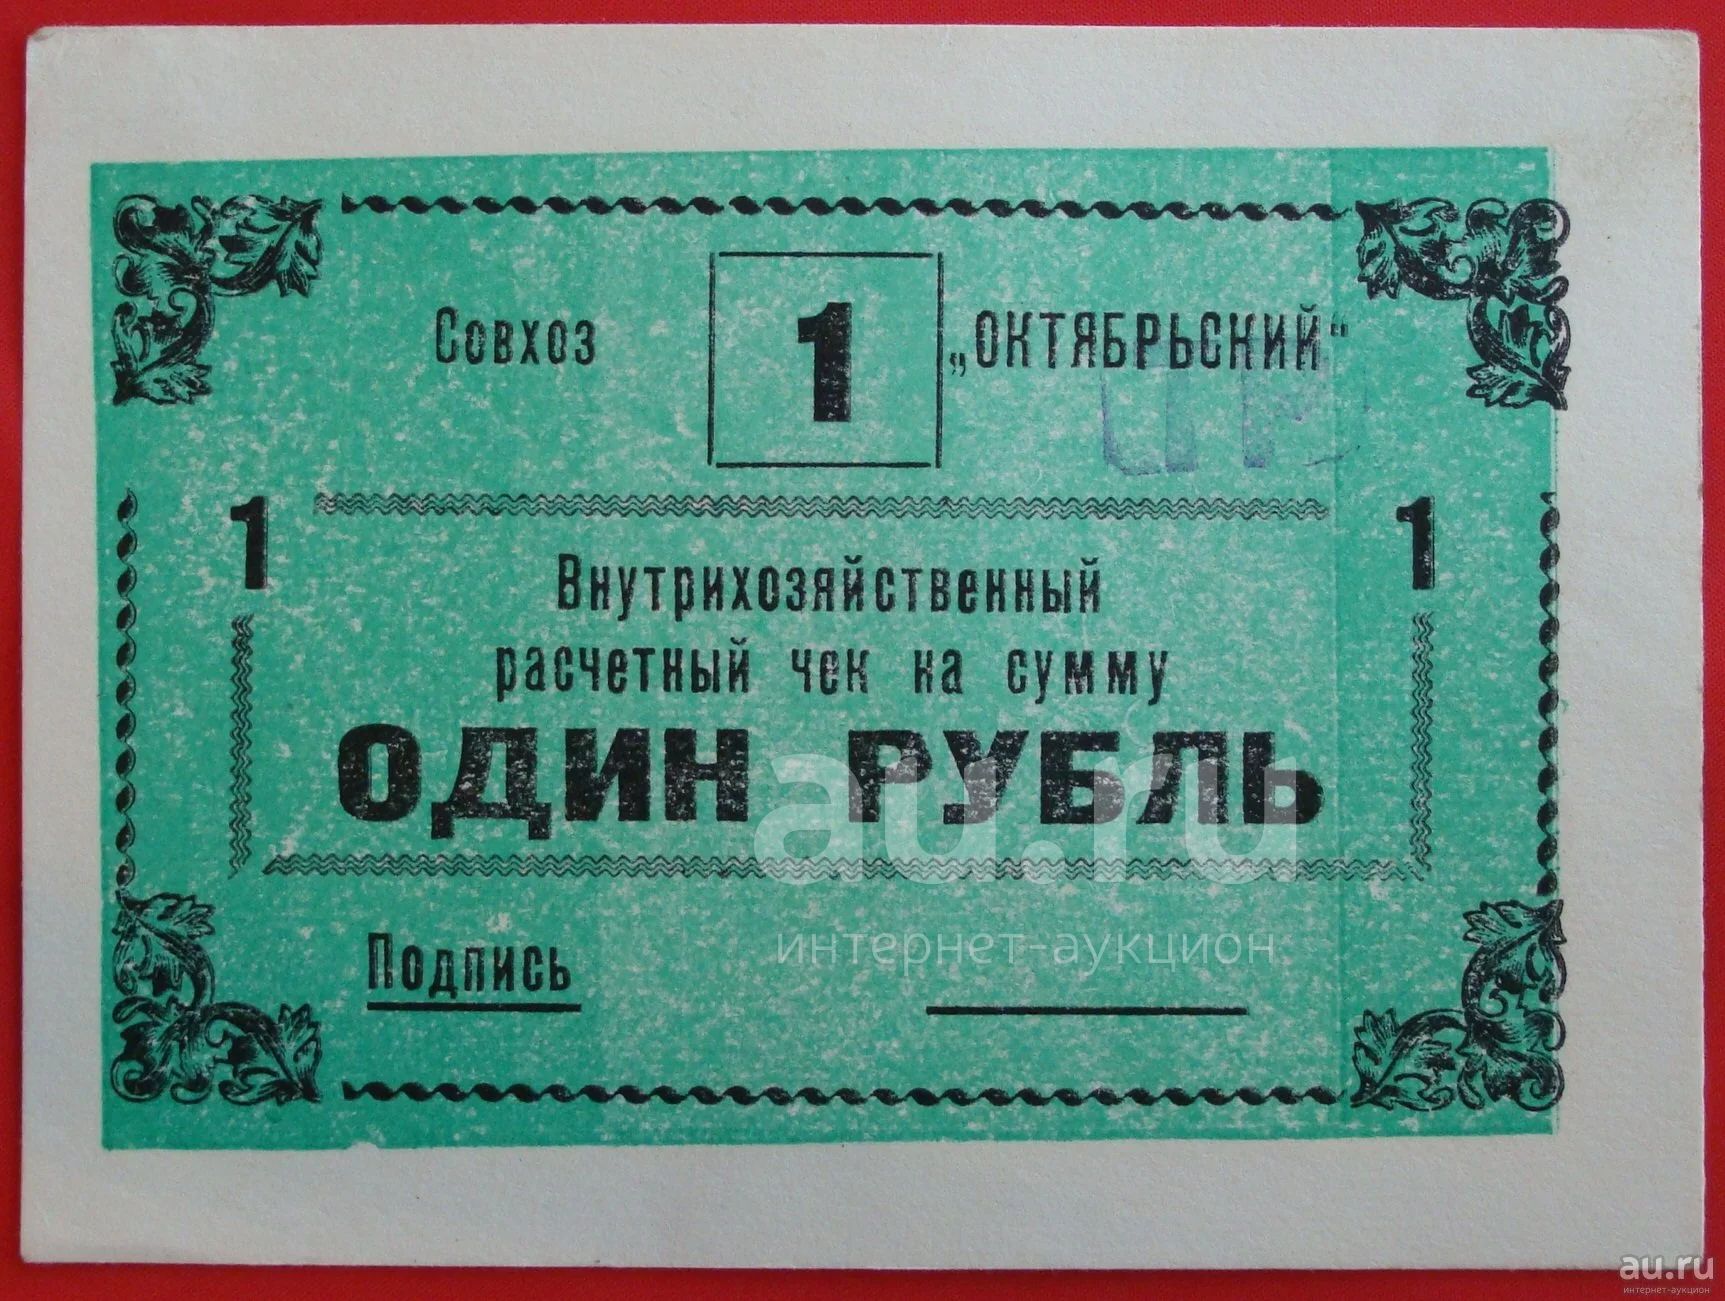 Совхоз 1 „ОКТЯБРЬСКИЙ“
1 1
Внутрихозяйственный
расчетный чек на сумму
ОДИН РУБЛЬ
au.ru
интернет-аукцион
Подпись
au.ru
интернет-аукцион